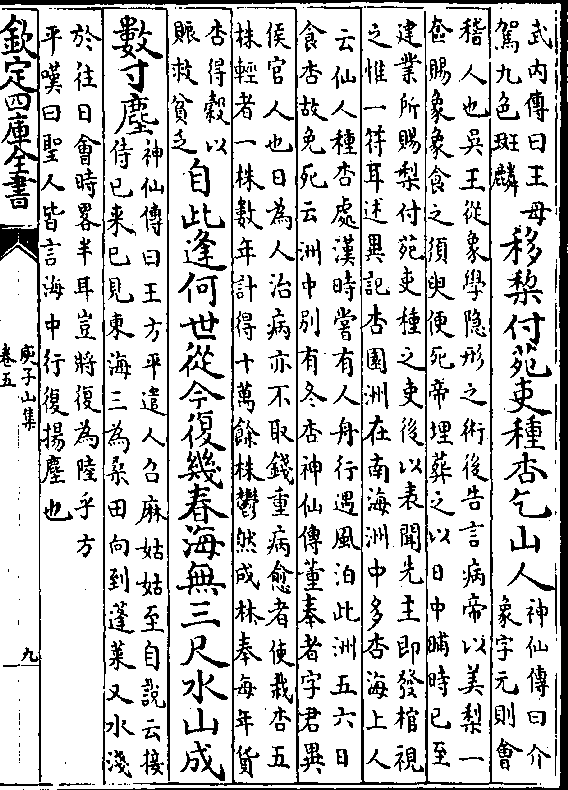 武内傳曰王母
駕九色斑麟
移梨付苑吏種杏乞山人
神仙傳曰介
象字元則會
稽人也吳王從象學隐形之術後告言病帝以美梨一
奩賜象象食之須臾便死帝埋葬之以日中晡時已至
建業所賜梨付苑吏種之吏後以表聞先主即發棺視
之惟一符耳述異記杏園洲在南海洲中多杏海上人
云仙人種杏處漢時嘗有人舟行遇風泊此洲五六日
食杏故免死云洲中别有冬杏神仙傳董奉者字君異
侯官人也日為人治病亦不取錢重病愈者使栽杏五
株輕者一株數年計得十萬餘株鬱然成林奉每年貨
杏得穀以
賑救貧乏
自此逢何世從今復幾春海無三尺水山成
數寸塵
神仙傳曰王方平遣人召麻姑姑至自說云接
侍已来已見東海三為桑田向到蓬萊又水淺
於往日會時畧半耳豈將復為陸乎方
平嘆曰聖人皆言海中行復揚塵也
欽定四庫全書
庾子山集
卷五
九